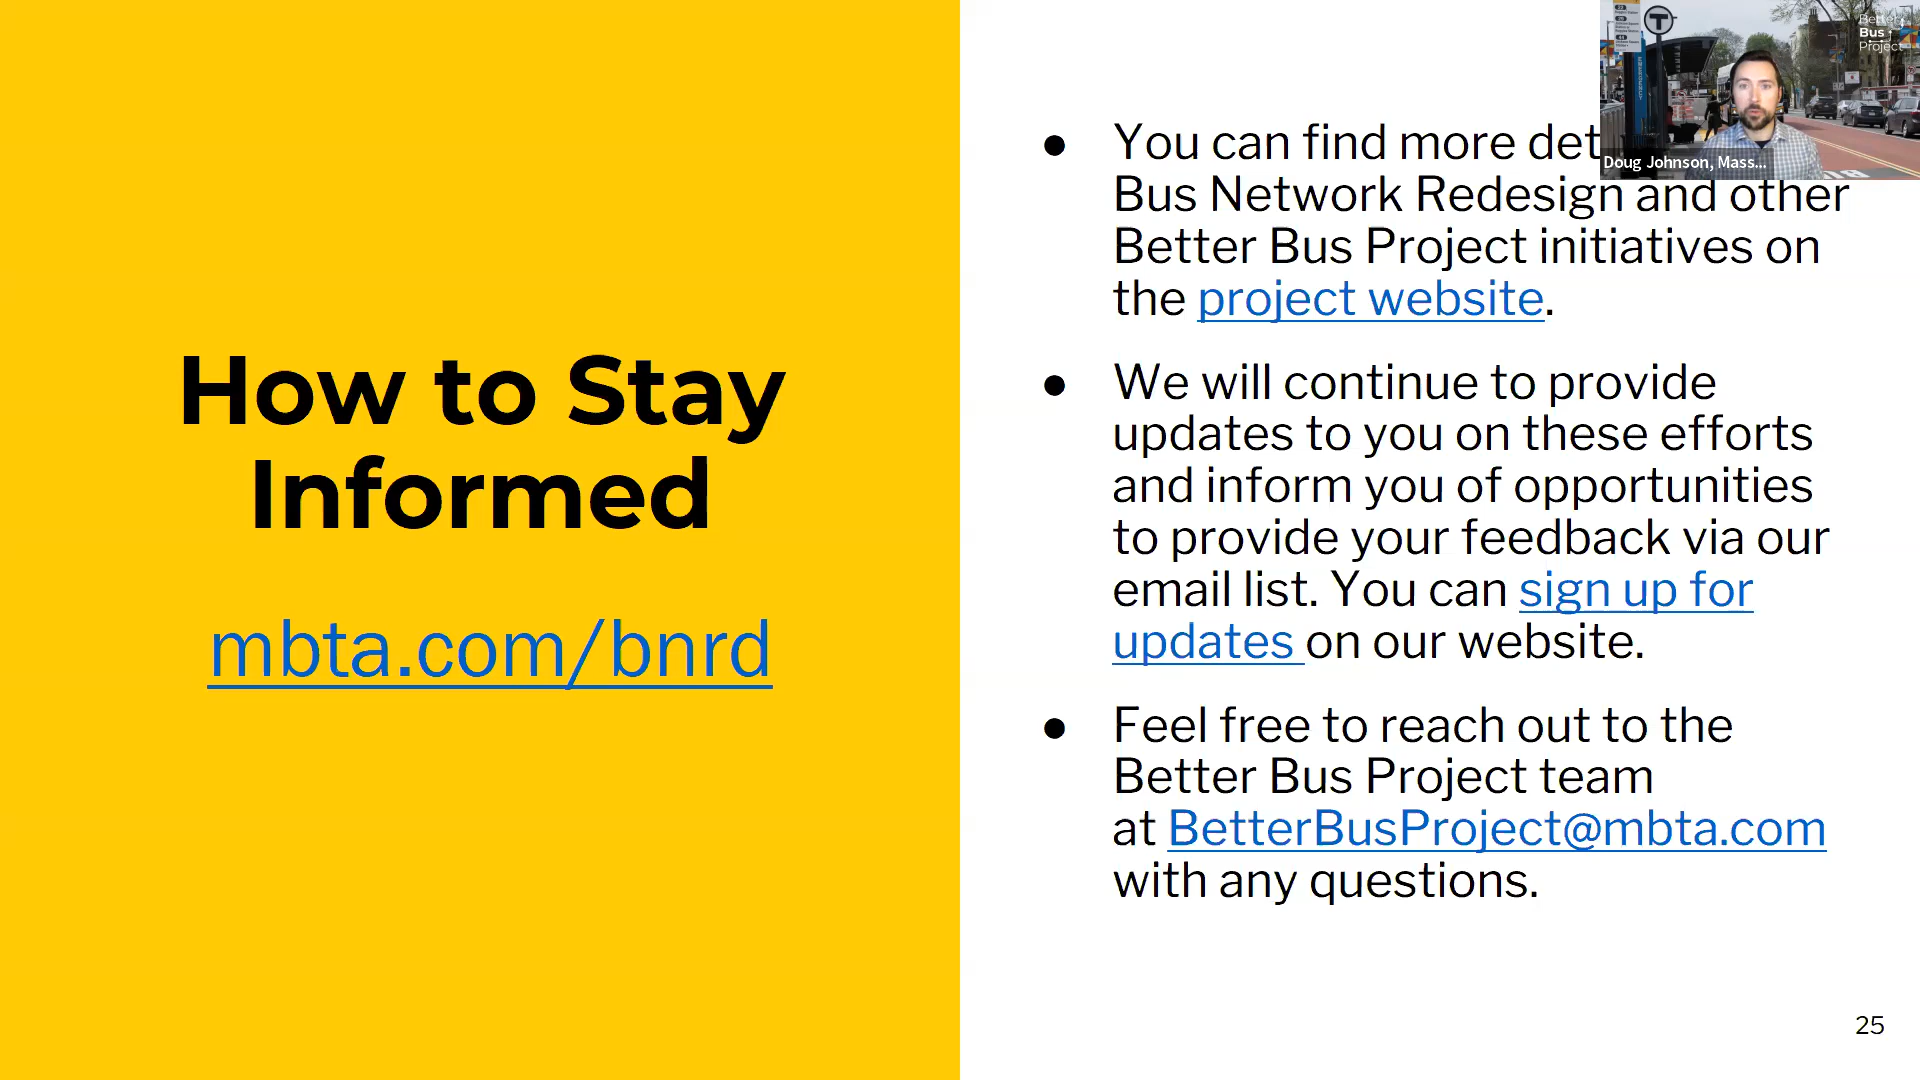 How to Stay
Informed
mbta.com/bnrd
● You can find more det
Bus Network Redesign and other
Better Bus Project initiatives on
the project website.
● We will continue to provide
updates to you on these efforts
and inform you of opportunities
to provide your feedback via our
email list. You can sign up for
updates on our website.
● Feel free to reach out to the
Better Bus Project team
at BetterBusProject@mbta.com
with any questions.
25
T
Better
Bus
Project
Doug Johnson, Mass...